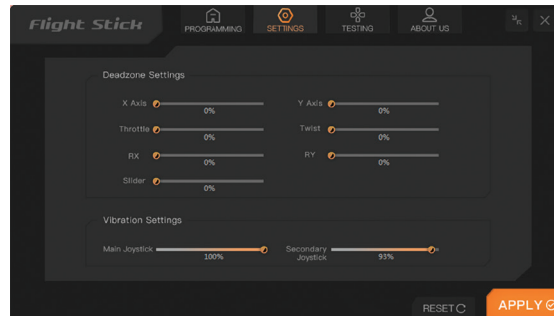 Flight Stick
PROGRAMMING
SETTINGS
TESTING
ABOUT US
Deadzone Settings
X Axis
0%
Y Axis
0%
Throttle
0%
Twist
0%
RX
0%
RY
0%
Slider
0%
Vibration Settings
Main Joystick
100%
Secondary
Joystick
93%
RESET
APPLY